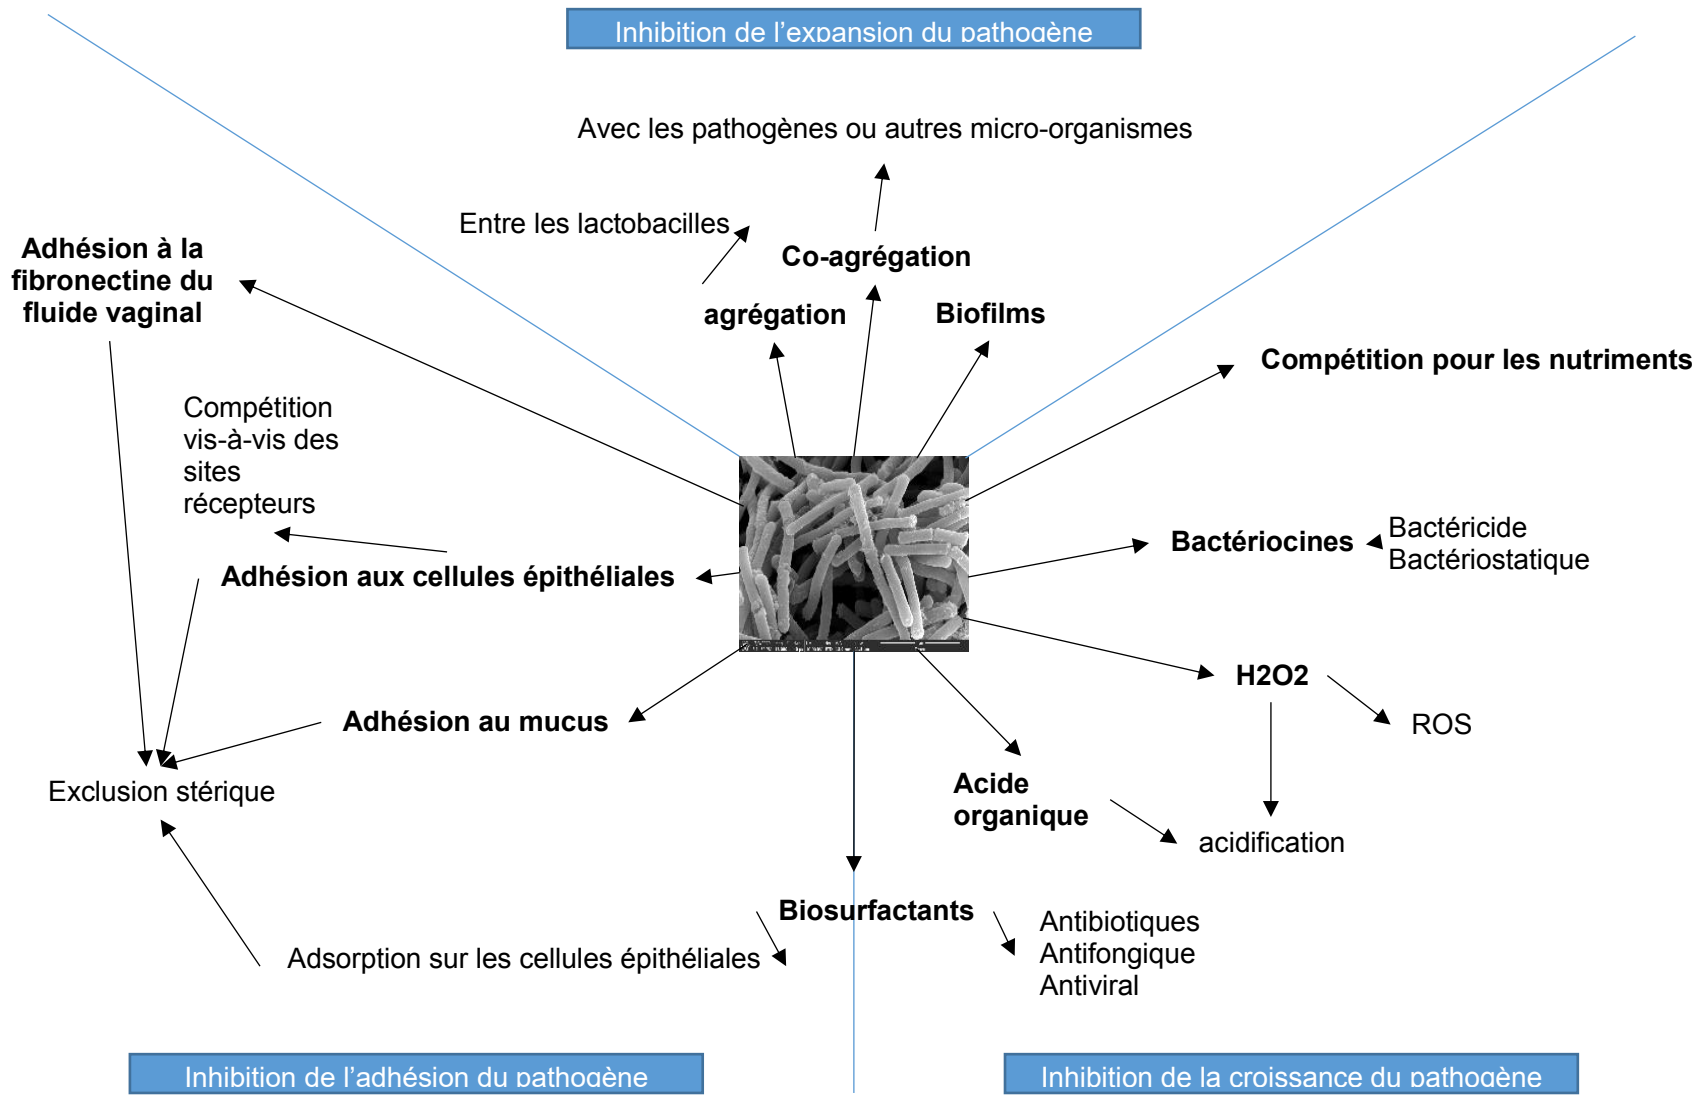 Inhibition de l'expansion du pathogène
Avec les pathogènes ou autres micro-organismes
Entre les lactobacilles
Co-agrégation
agrégation
Biofilms
Adhésion à la
fibronectine du
fluide vaginal
Compétition pour les nutriments
Compétition
vis-à-vis des
sites
récepteurs
Bactériocines
Bactéricide
Bactériostatique
Adhésion aux cellules épithéliales
H2O2
ROS
Adhésion au mucus
Exclusion stérique
Acide
organique
acidification
Biosurfactants
Antibiotiques
Antifongique
Antiviral
Adsorption sur les cellules épithéliales
Inhibition de l'adhésion du pathogène
Inhibition de la croissance du pathogène